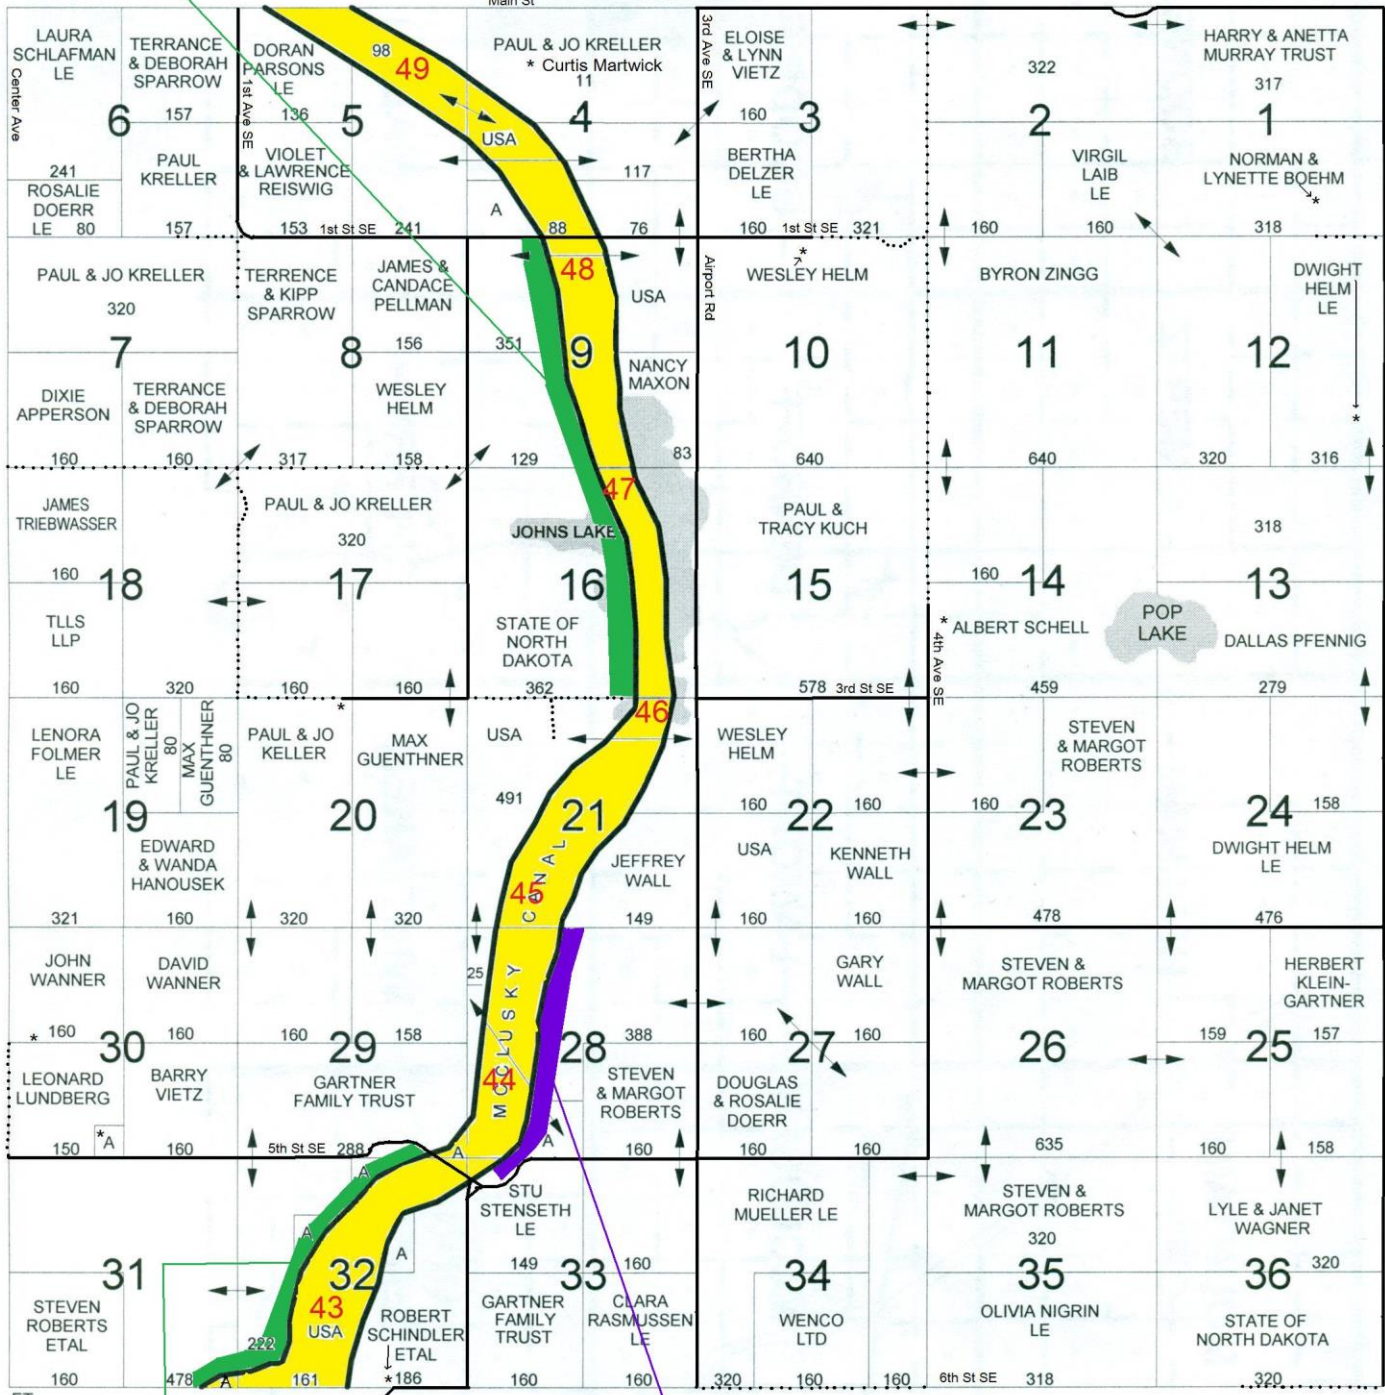 Main St
LAURA
SCHLAFMAN
LE
TERRANCE
& DEBORAH
SPARROW
157
6
241
PAUL
KRELLER
157
ROSALIE
DOERR
LE 80
Center Ave
1st Ave SE
DORAN
PARSONS
LE
136
5
VIOLET
& LAWRENCE
REISWIG
153
1st St SE
241
98
49
USA
PAUL & JO KRELLER
* Curtis Martwick
11
4
117
A
88
76
3rd Ave SE
ELOISE
& LYNN
VIETZ
160
3
BERTHA
DELZER
LE
160
1st St SE
321
322
2
VIRGIL
LAIB
LE
160
160
HARRY & ANETTA
MURRAY TRUST
317
1
NORMAN &
LYNETTE BOEHM
*
318
PAUL & JO KRELLER
320
7
DIXIE
APPERSON
160
TERRANCE
& DEBORAH
SPARROW
160
TERRENCE
& KIPP
SPARROW
8
317
JAMES &
CANDACE
PELLMAN
156
WESLEY
HELM
158
351
48
9
USA
NANCY
MAXON
83
129
Airport Rd
*
WESLEY HELM
10
640
BYRON ZINGG
11
640
DWIGHT
HELM
LE
12
*
320
316
JAMES
TRIEBWASSER
160
18
TLLS
LLP
160
320
PAUL & JO KRELLER
320
17
160
160
47
JOHNS LAKE
16
STATE OF
NORTH
DAKOTA
362
PAUL &
TRACY KUCH
15
578
3rd St SE
160
14
* ALBERT SCHELL
459
4th Ave SE
POP
LAKE
318
13
DALLAS PFENNIG
279
LENORA
FOLMER
LE
19
321
PAUL & JO
KRELLER
80
MAX
GUENTHNER
80
EDWARD
& WANDA
HANOUSEK
160
*
PAUL & JO
KELLER
20
320
MAX
GUENTHNER
320
USA
46
491
21
45
JEFFREY
WALL
149
MCCLUSKY CANAL
WESLEY
HELM
160
160
22
USA
160
KENNETH
WALL
160
STEVEN
& MARGOT
ROBERTS
160
23
478
24
158
DWIGHT HELM
LE
476
JOHN
WANNER
* 160
30
LEONARD
LUNDBERG
* A
150
DAVID
WANNER
160
BARRY
VIETZ
160
160
29
158
GARTNER
FAMILY TRUST
5th St SE
288
25
44
28
388
STEVEN
& MARGOT
ROBERTS
160
A
A
160
GARY
WALL
160
27
DOUGLAS
& ROSALIE
DOERR
160
160
STEVEN &
MARGOT ROBERTS
26
635
159
25
HERBERT
KLEIN-
GARTNER
157
160
158
31
STEVEN
ROBERTS
ETAL
160
478
A
A
A
A
32
43
USA
222
161
ROBERT
SCHINDLER
ETAL
* 186
STU
STENSETH
LE
149
33
160
GARTNER
FAMILY
TRUST
160
CLARA
RASMUSSEN
LE
160
RICHARD
MUELLER LE
34
WENCO
LTD
320
160
160
STEVEN &
MARGOT ROBERTS
320
35
OLIVIA NIGRIN
LE
6th St SE
318
LYLE & JANET
WAGNER
320
36
STATE OF
NORTH DAKOTA
320